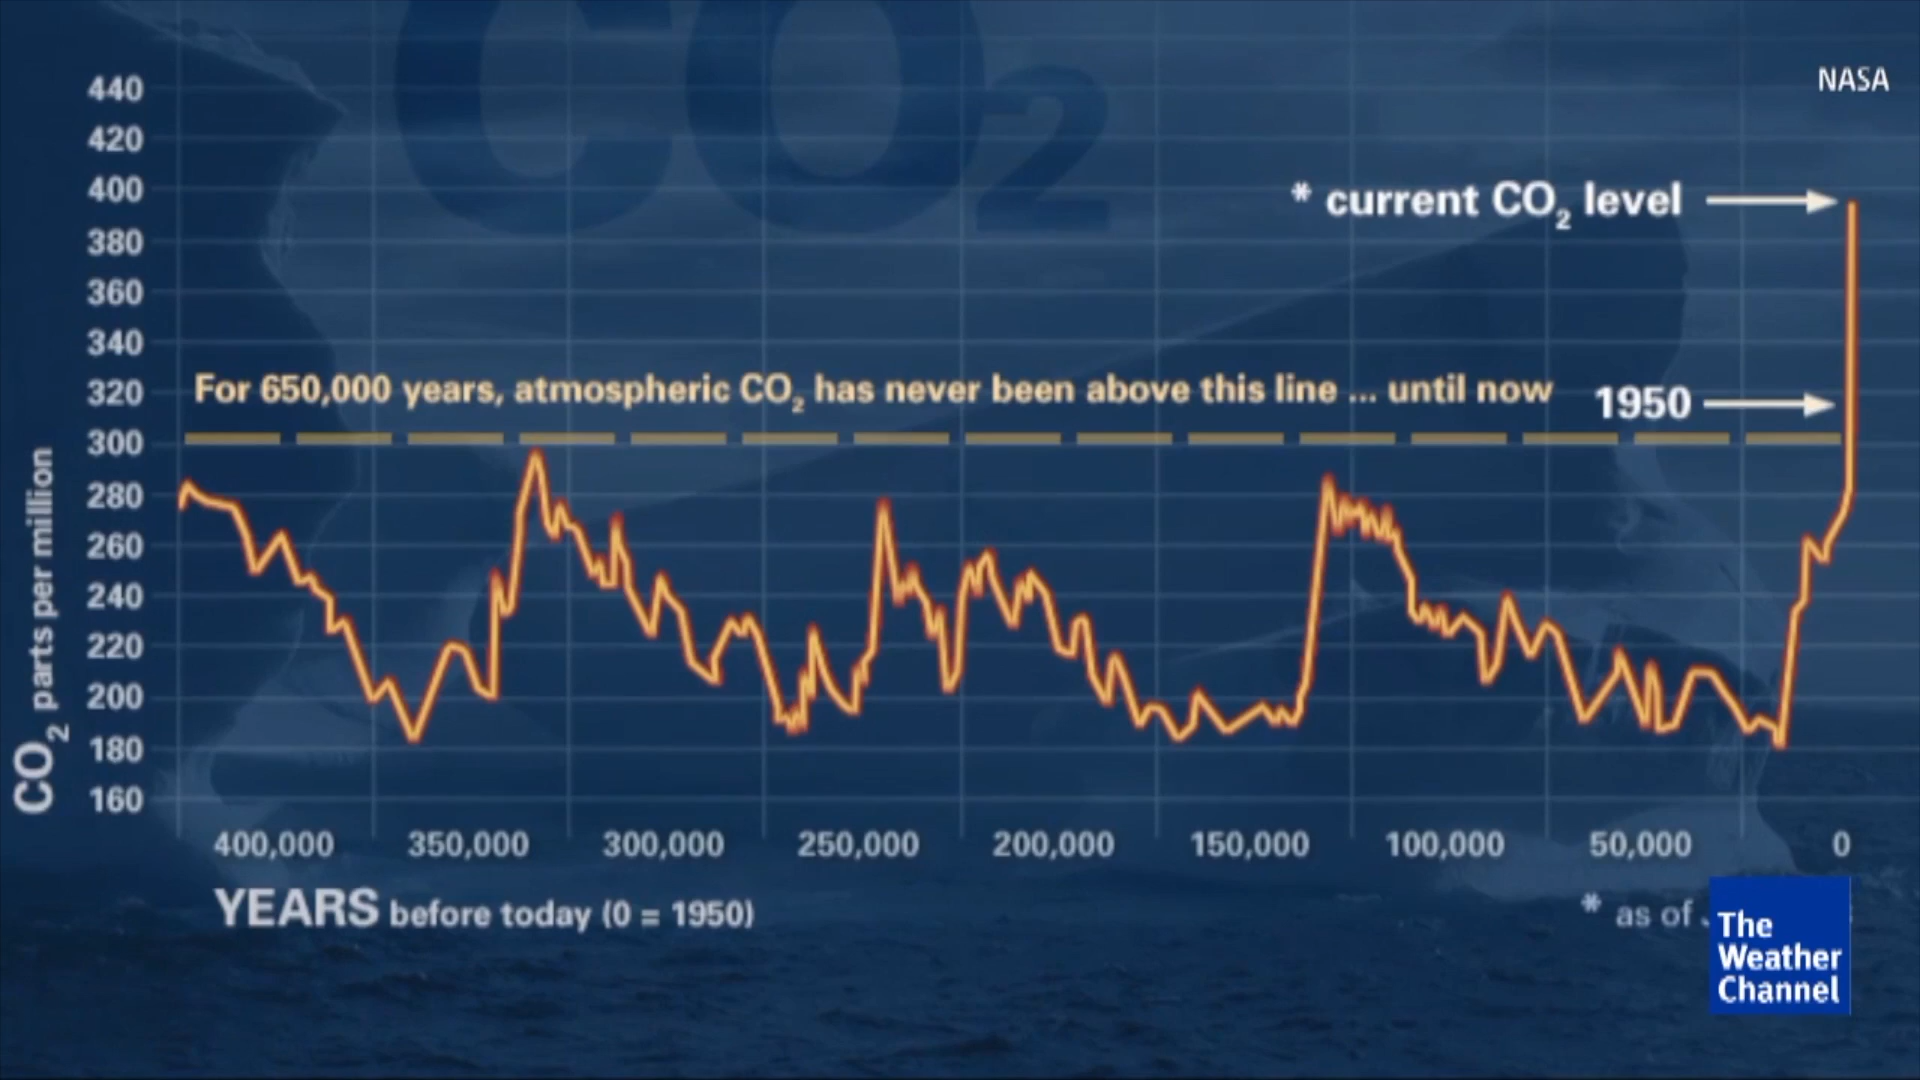 CO2
NASA
440
420
400
380
360
340
320
300
280
260
240
220
200
180
160
CO2 parts per million
* current CO2 level
For 650,000 years, atmospheric CO2 has never been above this line ... until now
1950
400,000 350,000 300,000 250,000 200,000 150,000 100,000 50,000 0
YEARS before today (0 = 1950)
* as of
The
Weather
Channel